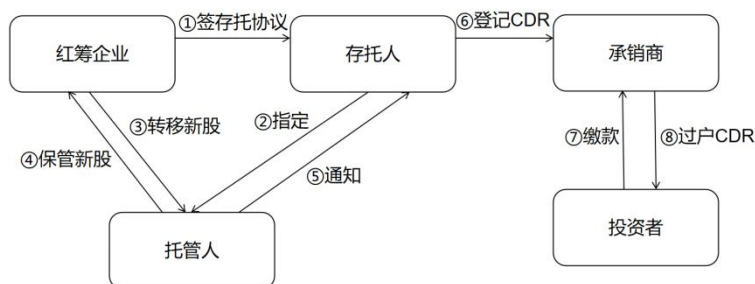 ①签存托协议
⑥登记CDR
红筹企业
存托人
承销商
③转移新股
②指定
⑦缴款
⑧过户CDR
④保管新股
⑤通知
托管人
投资者